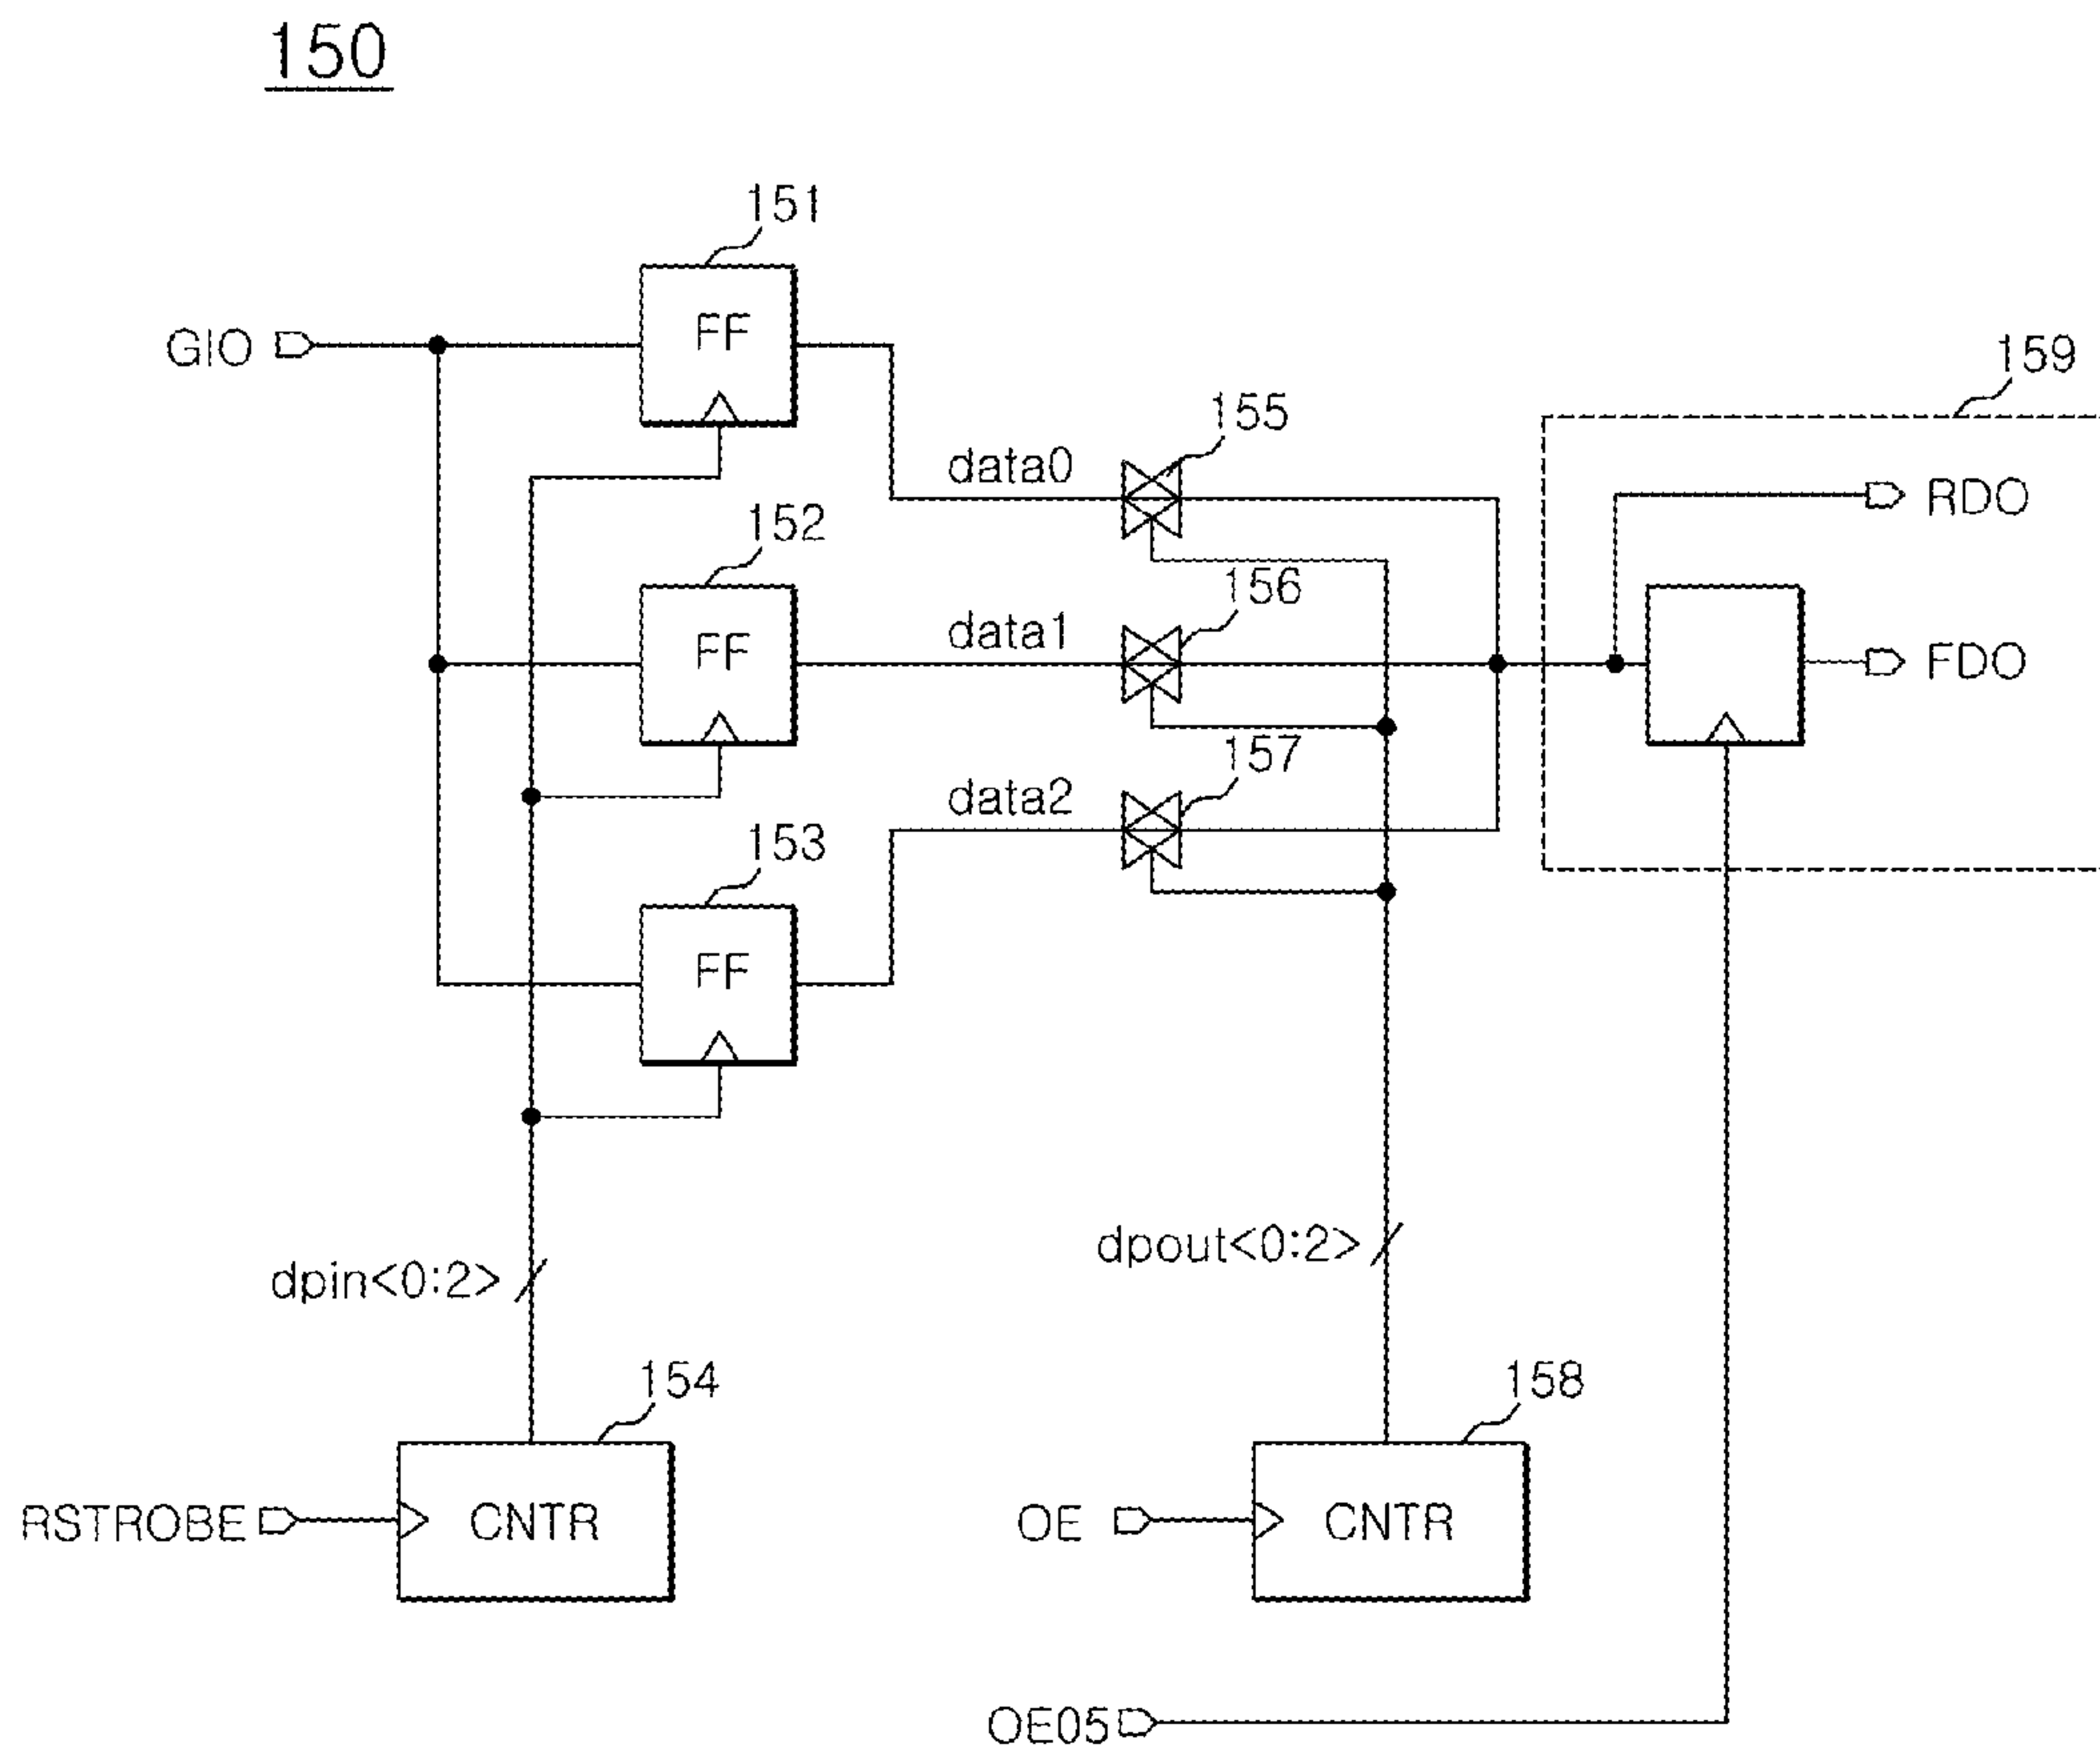 150
151
FF
GIO
159
155
data0
RDO
152
156
FF
data1
FDO
157
data2
153
FF
dpout<0:2>
dpin<0:2>
154
158
RSTROBE
CNTR
OE
CNTR
OE05